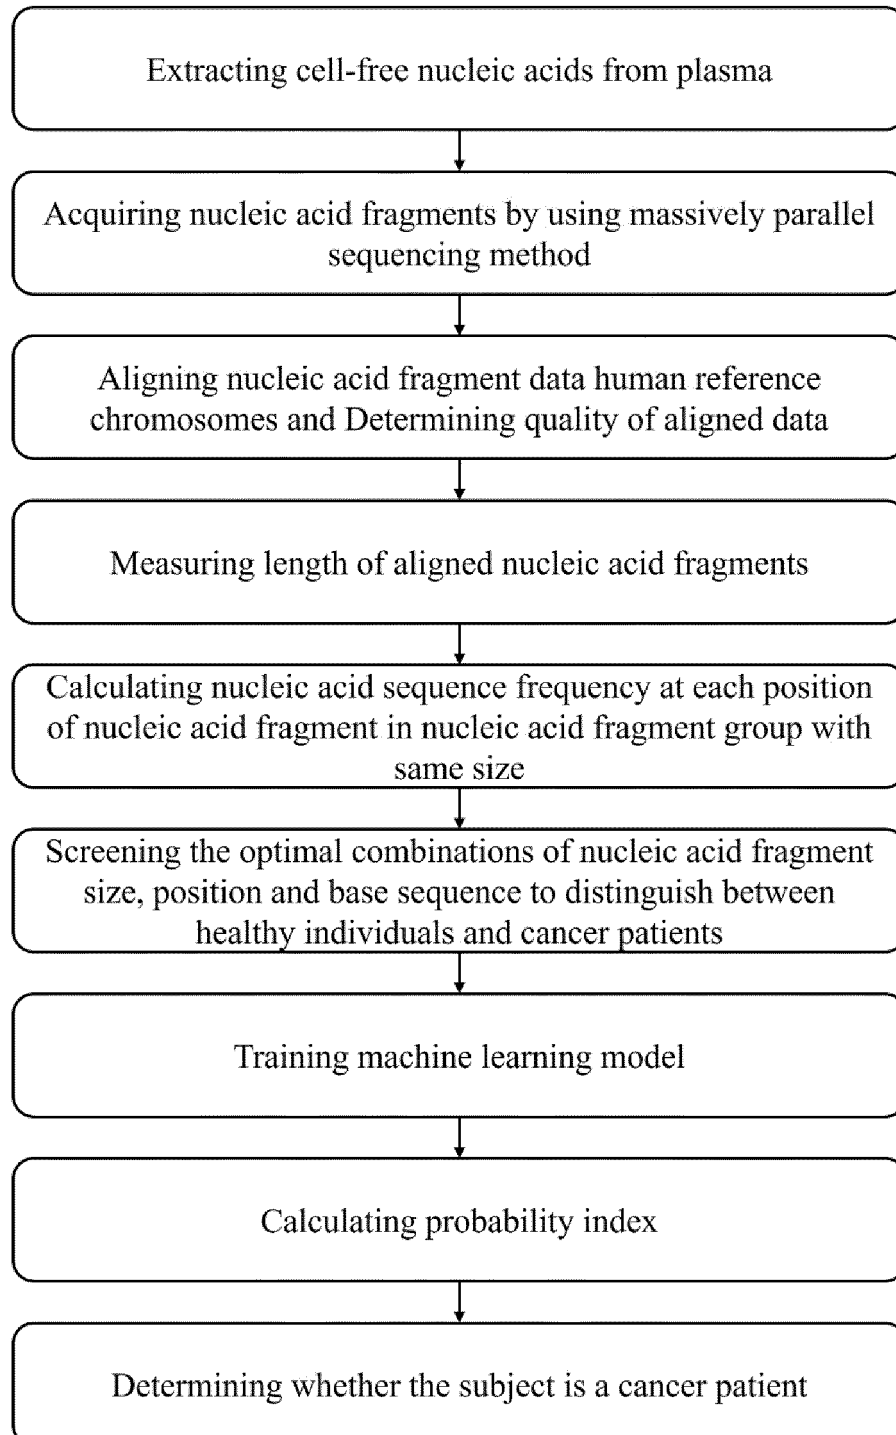 Extracting cell-free nucleic acids from plasma
Acquiring nucleic acid fragments by using massively parallel
sequencing method
Aligning nucleic acid fragment data human reference
chromosomes and Determining quality of aligned data
Measuring length of aligned nucleic acid fragments
Calculating nucleic acid sequence frequency at each position
of nucleic acid fragment in nucleic acid fragment group with
same size
Screening the optimal combinations of nucleic acid fragment
size, position and base sequence to distinguish between
healthy individuals and cancer patients
Training machine learning model
Calculating probability index
Determining whether the subject is a cancer patient